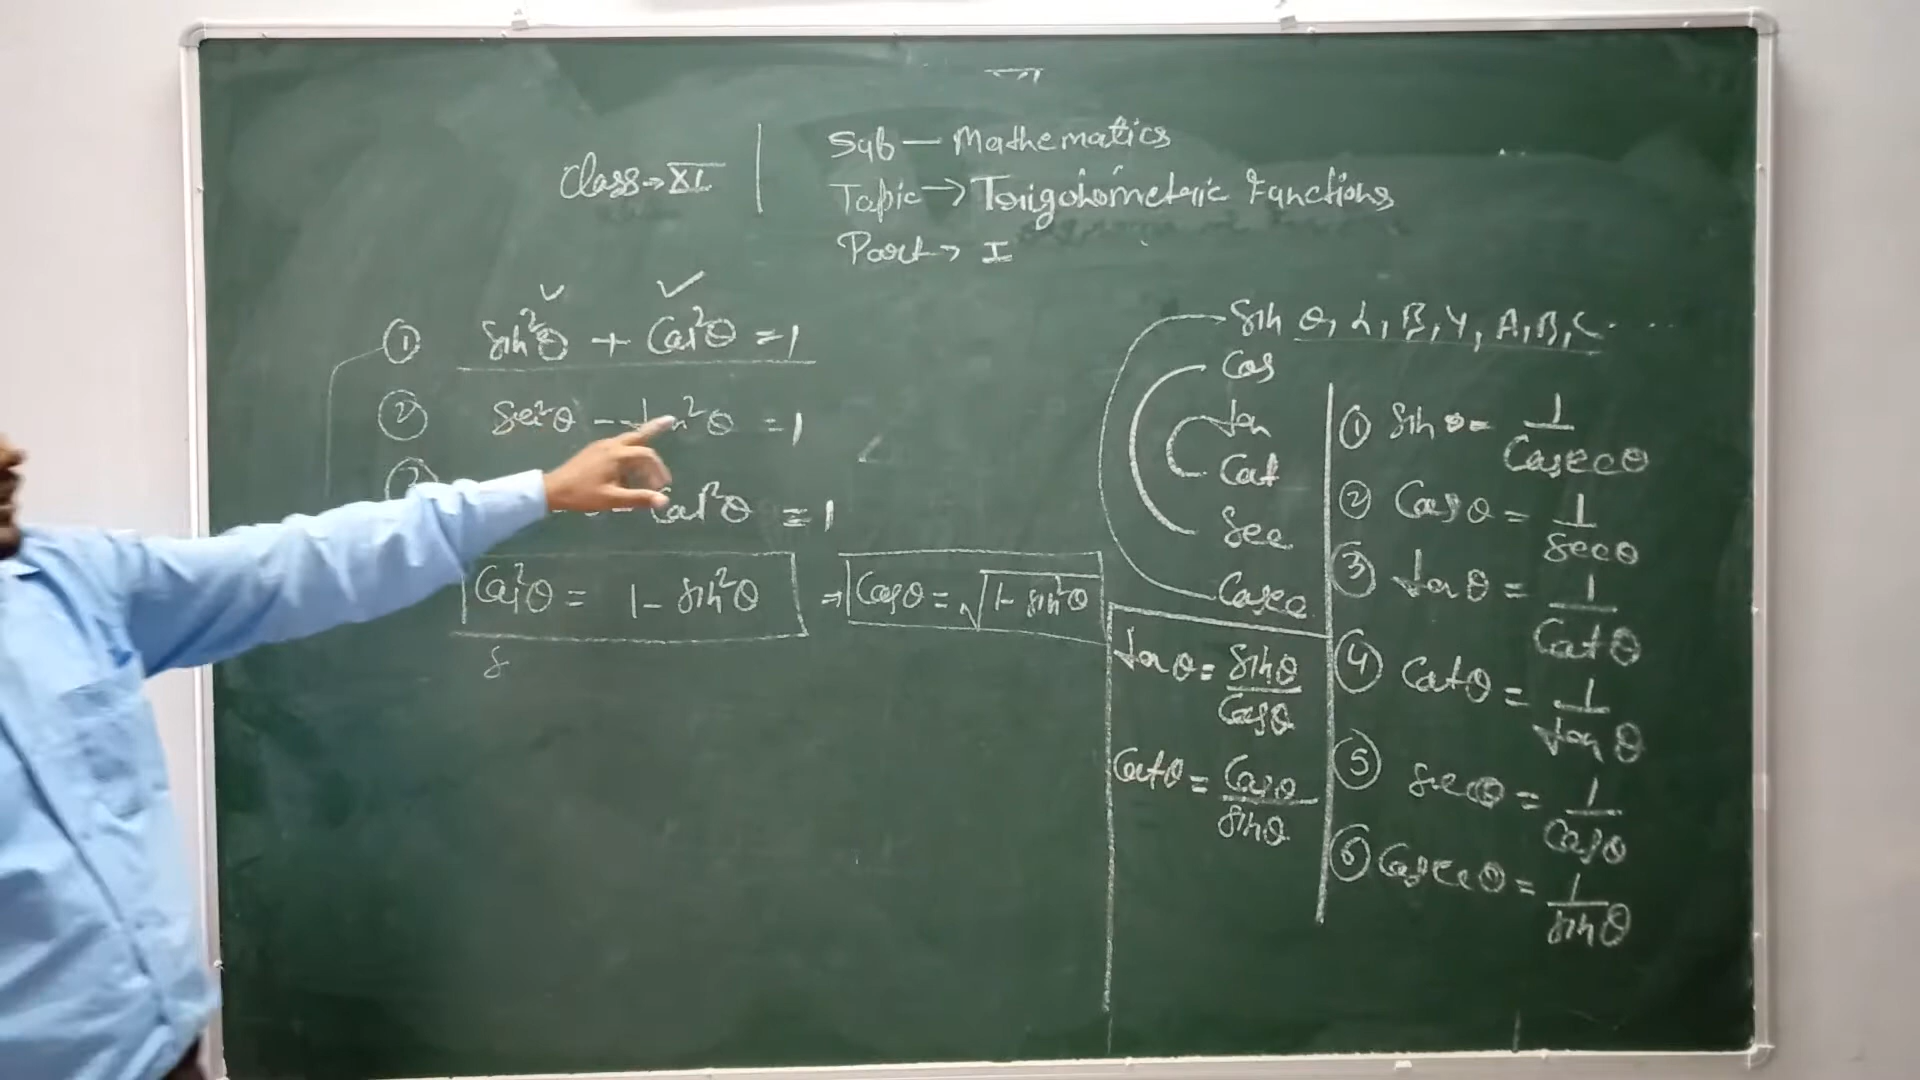 Class → XI
Sub — Mathematics
Topic → Trigonometric Functions
Part → I
① sin²θ + Cos²θ = 1
② Sec²θ - tan²θ = 1
③ - Cot²θ = 1
Cos²θ = 1 - sin²θ ⇒ Cosθ = √1 - sin²θ
s
Sin θ, α, β, γ, A, B, C . . . .
Cos
tan
Cot
Sec
Cosec
tanθ = sinθ / Cosθ
Cotθ = Cosθ / sinθ
① sinθ = 1 / Cosecθ
② Cosθ = 1 / secθ
③ tanθ = 1 / Cotθ
④ Cotθ = 1 / tanθ
⑤ secθ = 1 / Cosθ
⑥ Cosecθ = 1 / sinθ